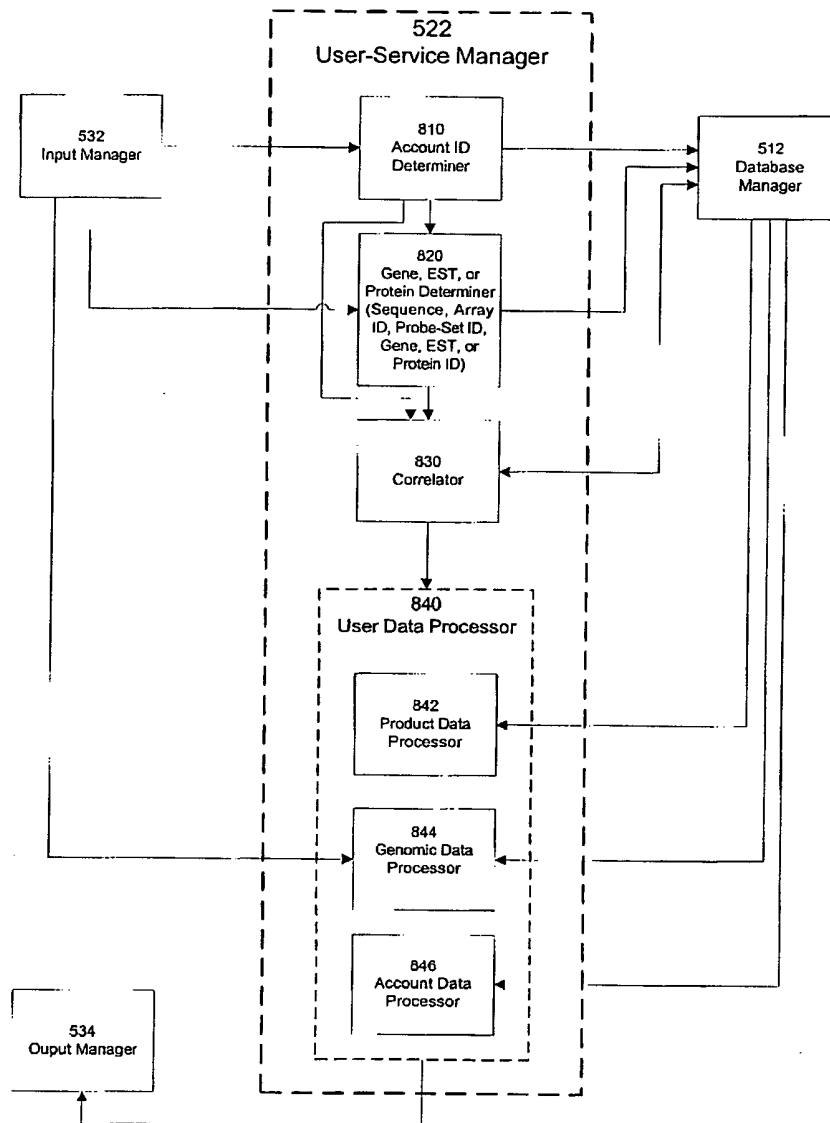 522
User-Service Manager
532
Input Manager
810
Account ID
Determiner
512
Database
Manager
820
Gene, EST, or
Protein Determiner
(Sequence, Array
ID, Probe-Set ID,
Gene, EST, or
Protein ID)
830
Correlator
840
User Data Processor
842
Product Data
Processor
844
Genomic Data
Processor
846
Account Data
Processor
534
Ouput Manager